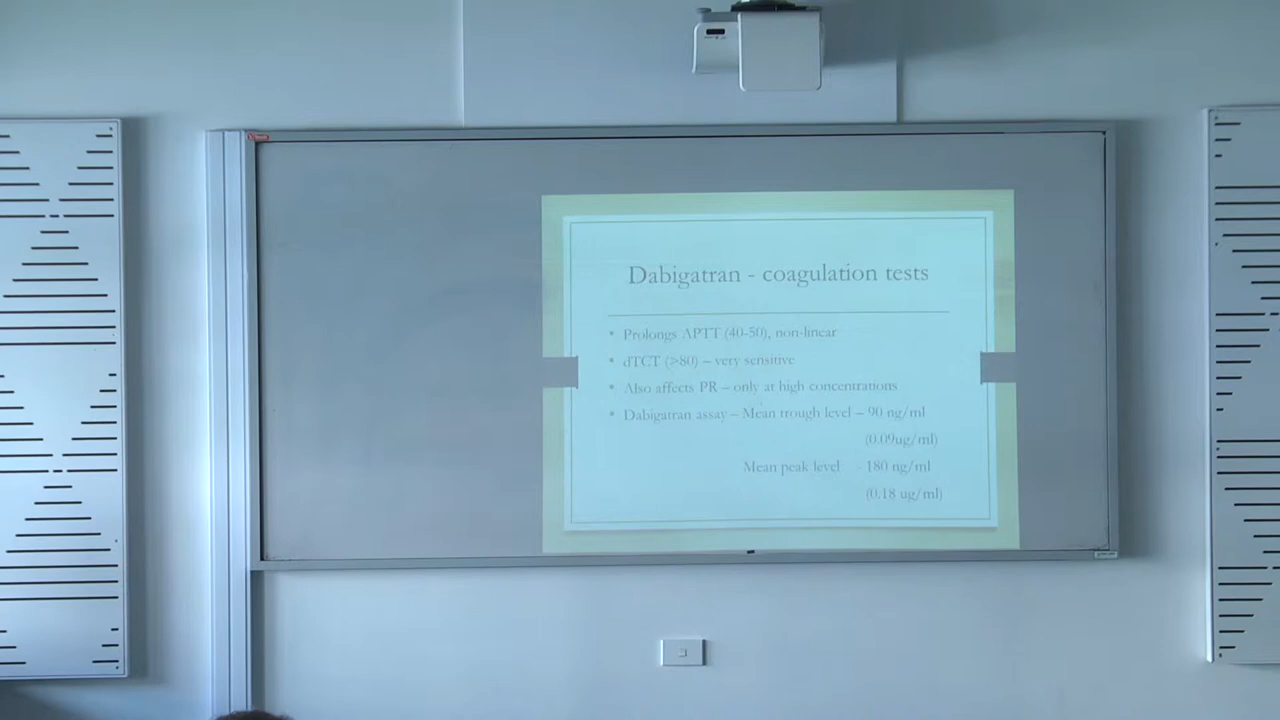 Dabigatran - coagulation tests
• Prolongs APTT (40-50), non-linear
• dTCT (>80) – very sensitive
• Also affects PR – only at high concentrations
• Dabigatran assay – Mean trough level – 90 ng/ml
(0.09ug/ml)
Mean peak level - 180 ng/ml
(0.18 ug/ml)